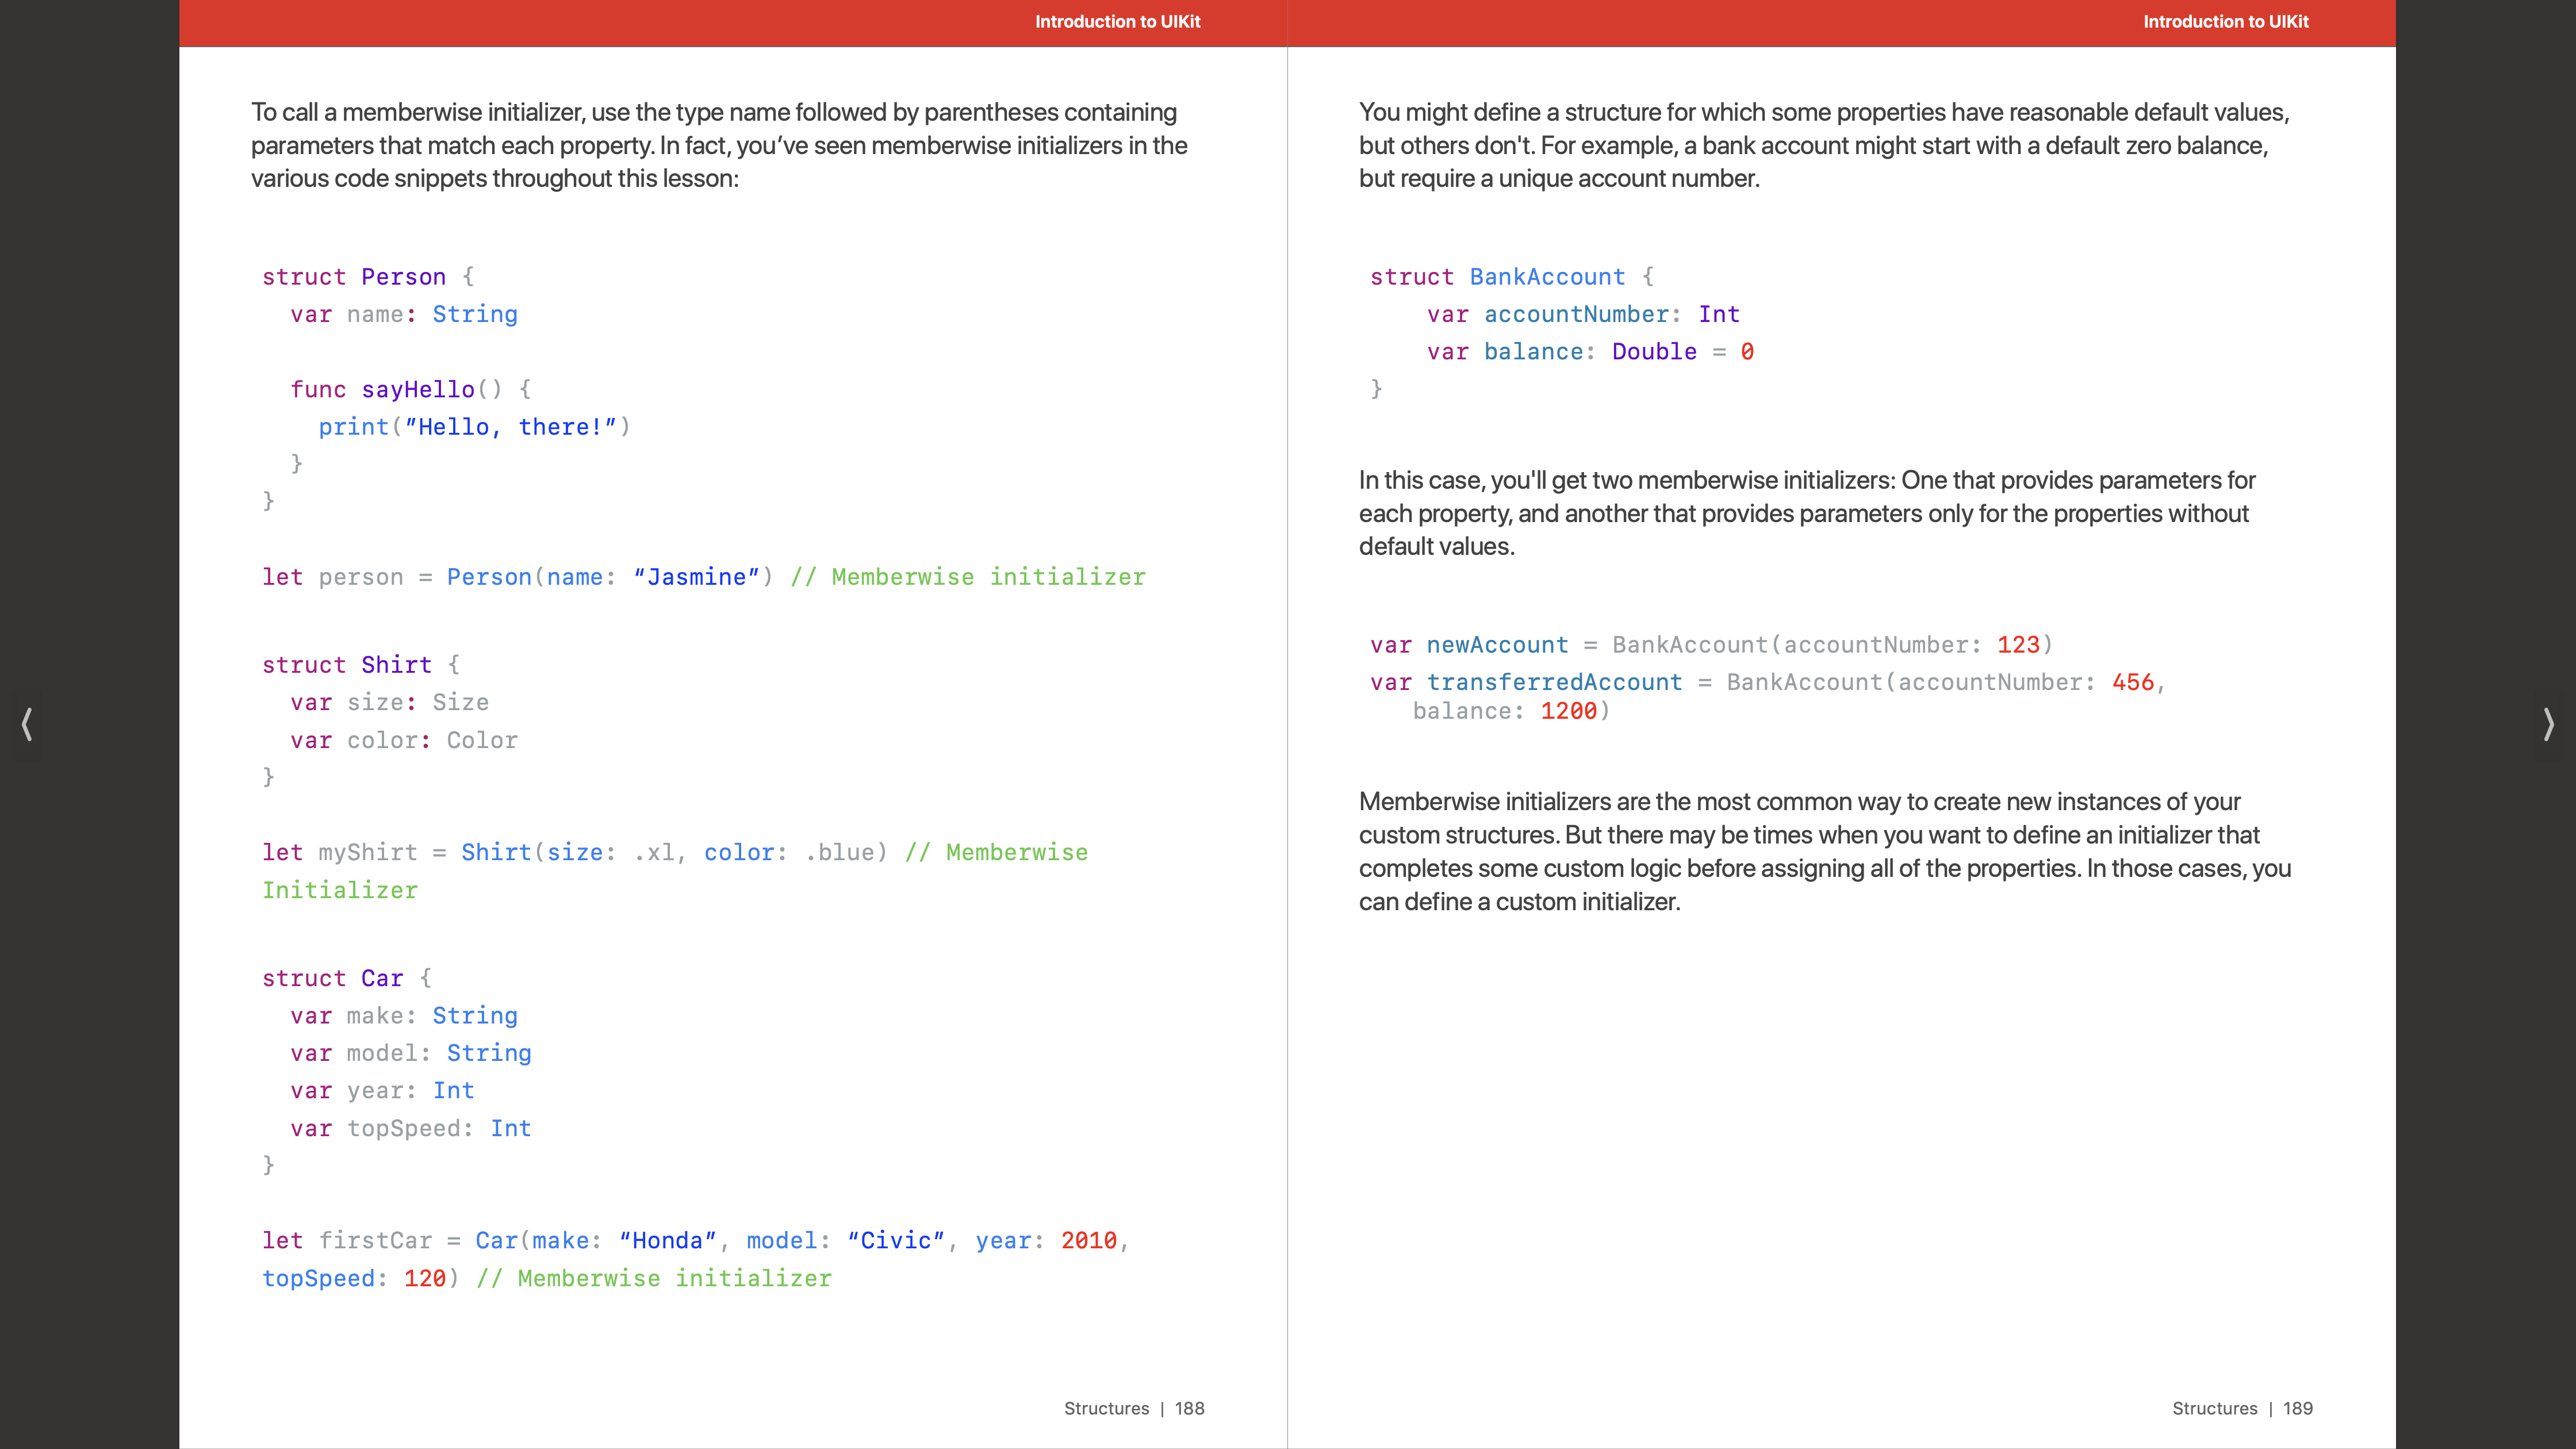 Introduction to UIKit
To call a memberwise initializer, use the type name followed by parentheses containing
parameters that match each property. In fact, you’ve seen memberwise initializers in the
various code snippets throughout this lesson:
struct Person {
  var name: String

  func sayHello() {
    print(”Hello, there!”)
  }
}
let person = Person(name: “Jasmine”) // Memberwise initializer
struct Shirt {
  var size: Size
  var color: Color
}
let myShirt = Shirt(size: .xl, color: .blue) // Memberwise
Initializer
struct Car {
  var make: String
  var model: String
  var year: Int
  var topSpeed: Int
}
let firstCar = Car(make: “Honda”, model: “Civic”, year: 2010,
topSpeed: 120) // Memberwise initializer
Structures | 188
Introduction to UIKit
You might define a structure for which some properties have reasonable default values,
but others don't. For example, a bank account might start with a default zero balance,
but require a unique account number.
struct BankAccount {
    var accountNumber: Int
    var balance: Double = 0
}
In this case, you'll get two memberwise initializers: One that provides parameters for
each property, and another that provides parameters only for the properties without
default values.
var newAccount = BankAccount(accountNumber: 123)
var transferredAccount = BankAccount(accountNumber: 456,
   balance: 1200)
Memberwise initializers are the most common way to create new instances of your
custom structures. But there may be times when you want to define an initializer that
completes some custom logic before assigning all of the properties. In those cases, you
can define a custom initializer.
Structures | 189